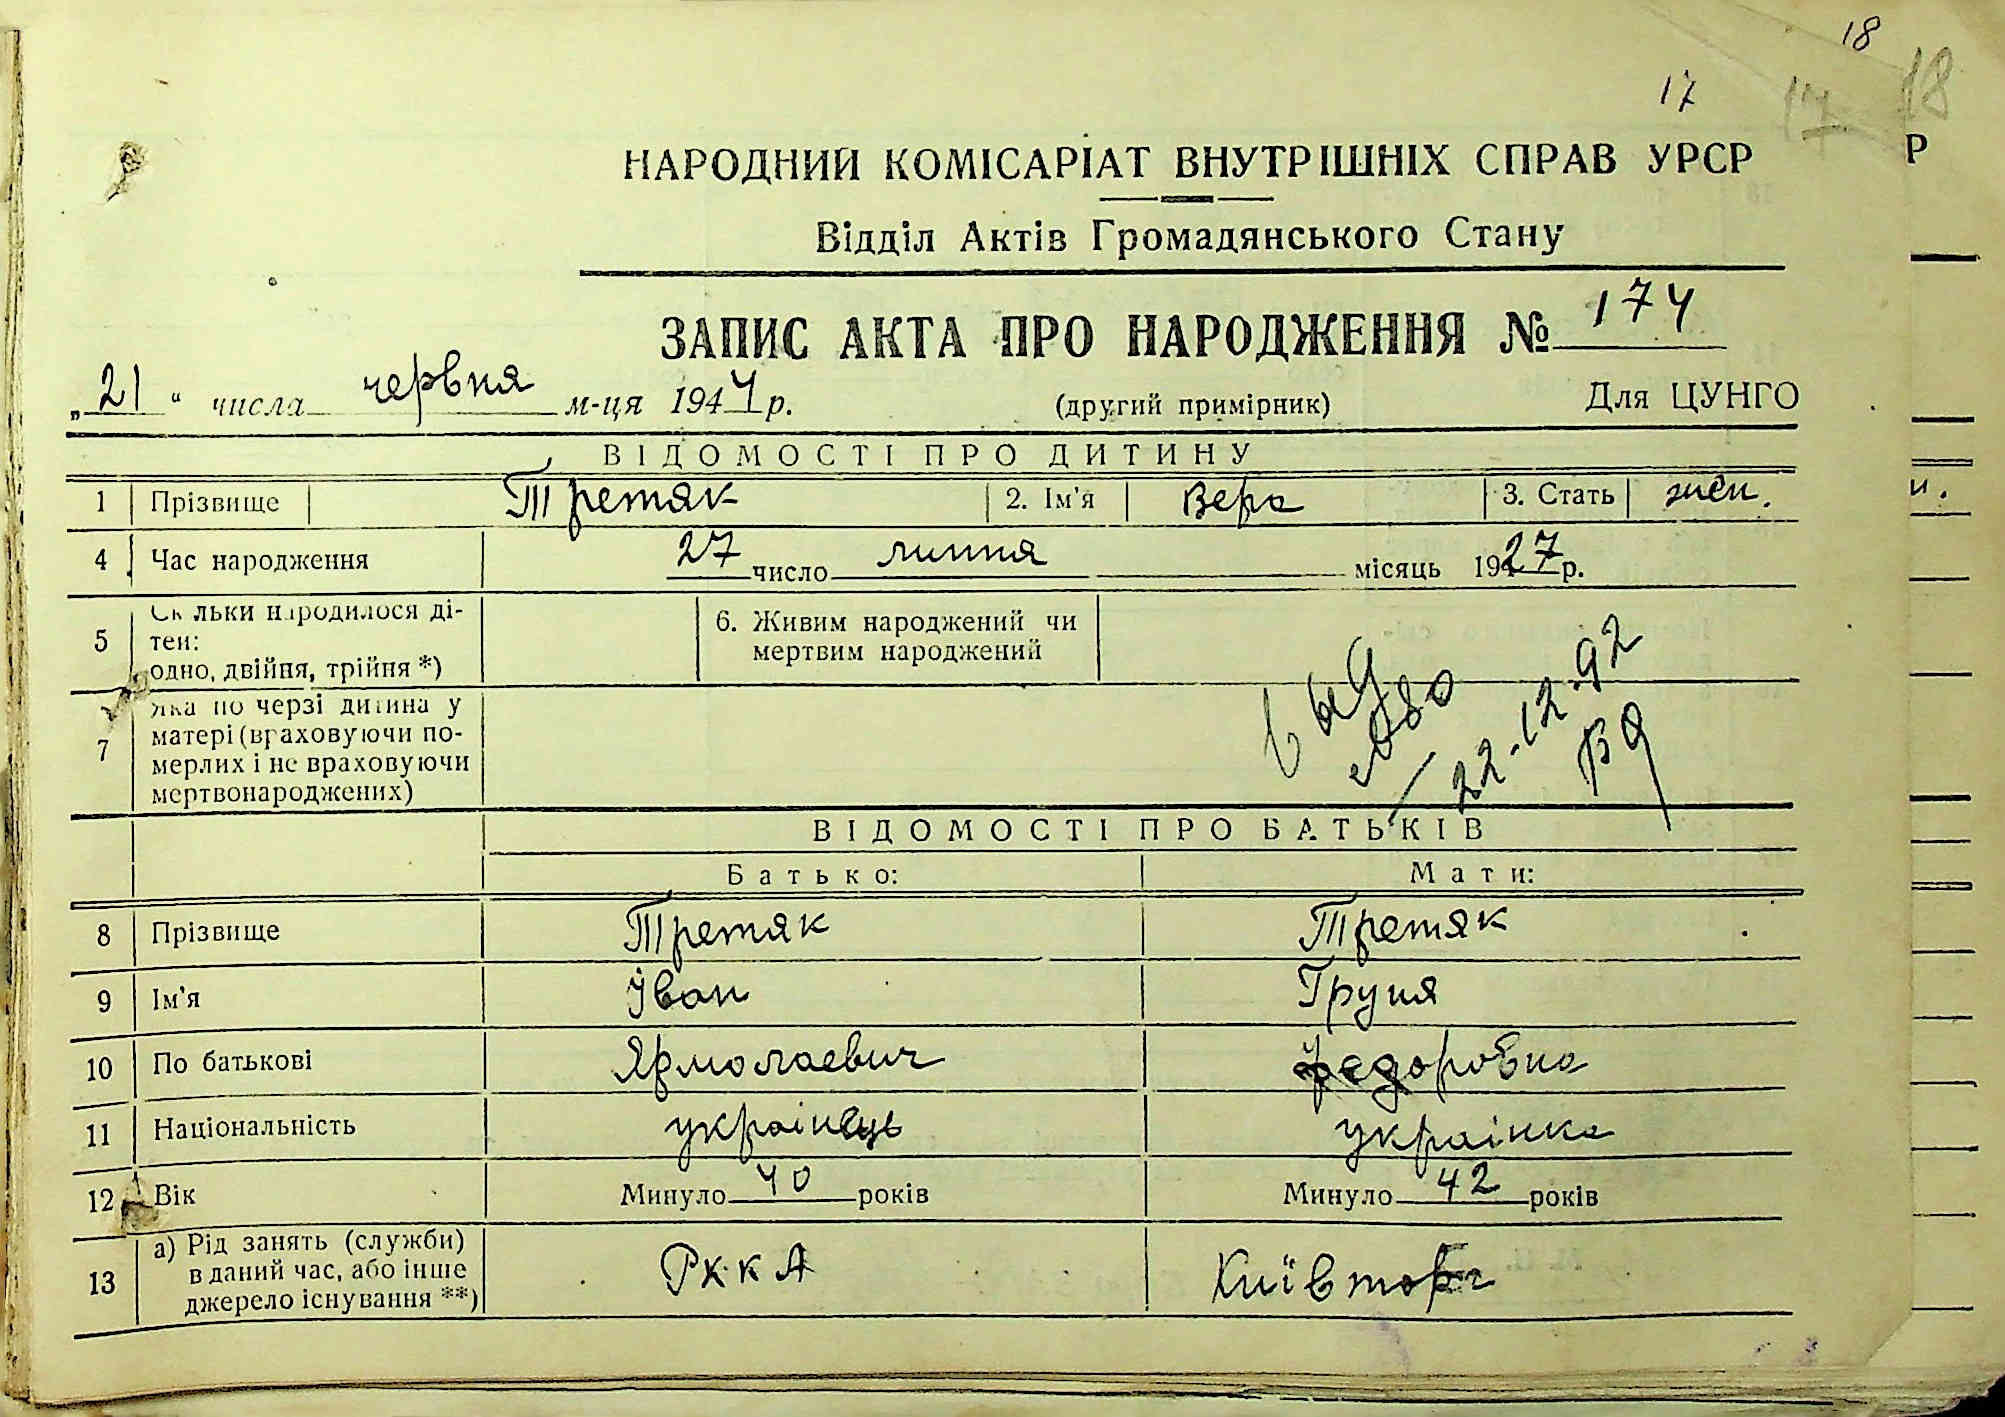 18
17 17 18
НАРОДНИЙ КОМІСАРІАТ ВНУТРІШНІХ СПРАВ УРСР Р
Відділ Актів Громадянського Стану
ЗАПИС АКТА ПРО НАРОДЖЕННЯ № 174
„21“ числа червня м-ця 1944 р. (другий примірник) Для ЦУНГО
ВІДОМОСТІ ПРО ДИТИНУ
1 Прізвище Третяк 2. Ім'я Вера 3. Стать жен. н.
4 Час народження 27 число липня місяць 1927 р.
5 Скільки народилося ді-
тей:
одно, двійня, трійня *)
6. Живим народжений чи
мертвим народжений
7 Яка по черзі дитина у
матері (враховуючи по-
мерлих і не враховуючи
мертвонароджених)
выд
22-12-92
ВІДОМОСТІ ПРО БАТЬКІВ
Батько: Мати:
8 Прізвище Третяк Третяк
9 Ім'я Іван Груня
10 По батькові Ярмолаевич Федоровна
11 Національність українець українка
12 Вік Минуло 40 років Минуло 42 років
13 а) Рід занять (служби)
в даний час, або інше
джерело існування **)
РККА Київторг